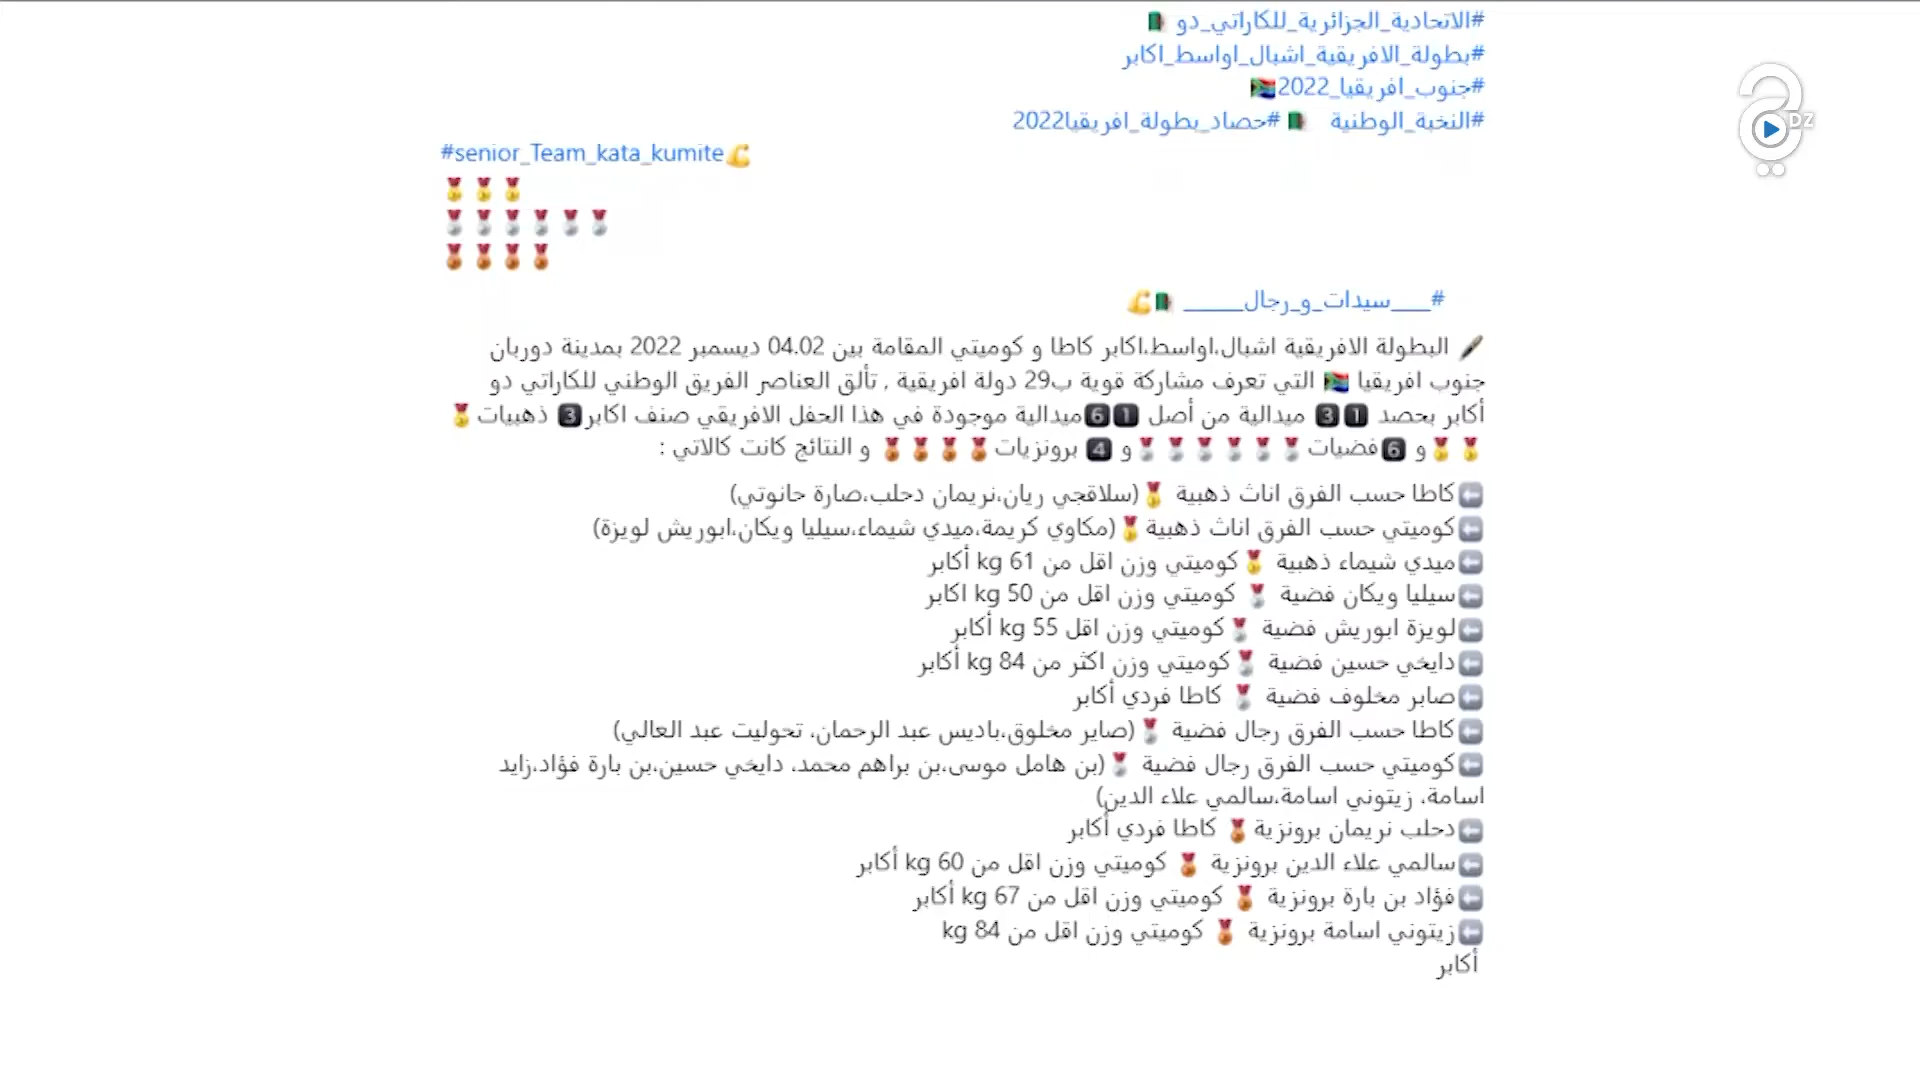 #الاتحادية_الجزائرية_للكاراتي_دو 🇩🇿
#بطولة_الافريقية_اشبال_اواسط_اكابر
#جنوب_افريقيا_2022🇿🇦
#النخبة_الوطنية 🇩🇿 #حصاد_بطولة_افريقيا2022
#senior_Team_kata_kumite💪
🥇🥇🥇
🥈🥈🥈🥈🥈🥈
🥉🥉🥉🥉
#____سيدات_و_رجال______ 🇩🇿💪
🖋 البطولة الافريقية اشبال،اواسط،اكابر كاطا و كوميتي المقامة بين 04.02 ديسمبر 2022 بمدينة دوربان
جنوب افريقيا 🇿🇦 التي تعرف مشاركة قوية ب29 دولة افريقية , تألق العناصر الفريق الوطني للكاراتي دو
أكابر بحصد 1️⃣3️⃣ ميدالية من أصل 1️⃣6️⃣ميدالية موجودة في هذا الحفل الافريقي صنف اكابر3️⃣ ذهبيات🥇
🥇🥇و 6️⃣فضيات🥈🥈🥈🥈🥈🥈و 4️⃣ برونزيات🥉🥉🥉🥉 و النتائج كانت كالاتي :
⬅️كاطا حسب الفرق اناث ذهبية 🥇(سلاقجي ريان،نريمان دحلب،صارة حانوتي)
⬅️كوميتي حسب الفرق اناث ذهبية🥇(مكاوي كريمة،ميدي شيماء،سيليا ويكان،ابوريش لويزة)
⬅️ميدي شيماء ذهبية 🥇كوميتي وزن اقل من 61 kg أكابر
⬅️سيليا ويكان فضية 🥈 كوميتي وزن اقل من 50 kg اكابر
⬅️لويزة ابوريش فضية 🥈كوميتي وزن اقل 55 kg أكابر
⬅️دايخي حسين فضية 🥈كوميتي وزن اكثر من 84 kg أكابر
⬅️صابر مخلوف فضية 🥈 كاطا فردي أكابر
⬅️كاطا حسب الفرق رجال فضية 🥈(صاير مخلوق،باديس عبد الرحمان، تحوليت عبد العالي)
⬅️كوميتي حسب الفرق رجال فضية 🥈(بن هامل موسى،بن براهم محمد، دايخي حسين،بن بارة فؤاد،زايد
اسامة، زيتوني اسامة،سالمي علاء الدين)
⬅️دحلب نريمان برونزية🥉 كاطا فردي أكابر
⬅️سالمي علاء الدين برونزية 🥉 كوميتي وزن اقل من 60 kg أكابر
⬅️فؤاد بن بارة برونزية 🥉 كوميتي وزن اقل من 67 kg أكابر
⬅️زيتوني اسامة برونزية 🥉 كوميتي وزن اقل من 84 kg
أكابر
DZ